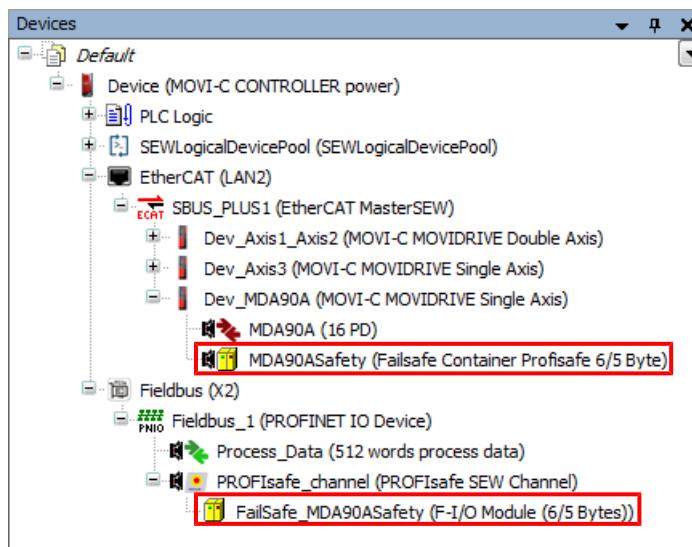 Devices
Default
Device (MOVI-C CONTROLLER power)
PLC Logic
SEWLogicalDevicePool (SEWLogicalDevicePool)
EtherCAT (LAN2)
ECAT SBUS_PLUS1 (EtherCAT MasterSEW)
Dev_Axis1_Axis2 (MOVI-C MOVIDRIVE Double Axis)
Dev_Axis3 (MOVI-C MOVIDRIVE Single Axis)
Dev_MDA90A (MOVI-C MOVIDRIVE Single Axis)
MDA90A (16 PD)
MDA90ASafety (Failsafe Container Profisafe 6/5 Byte)
Fieldbus (X2)
PNIO Fieldbus_1 (PROFINET IO Device)
Process_Data (512 words process data)
PROFIsafe_channel (PROFIsafe SEW Channel)
FailSafe_MDA90ASafety (F-I/O Module (6/5 Bytes))